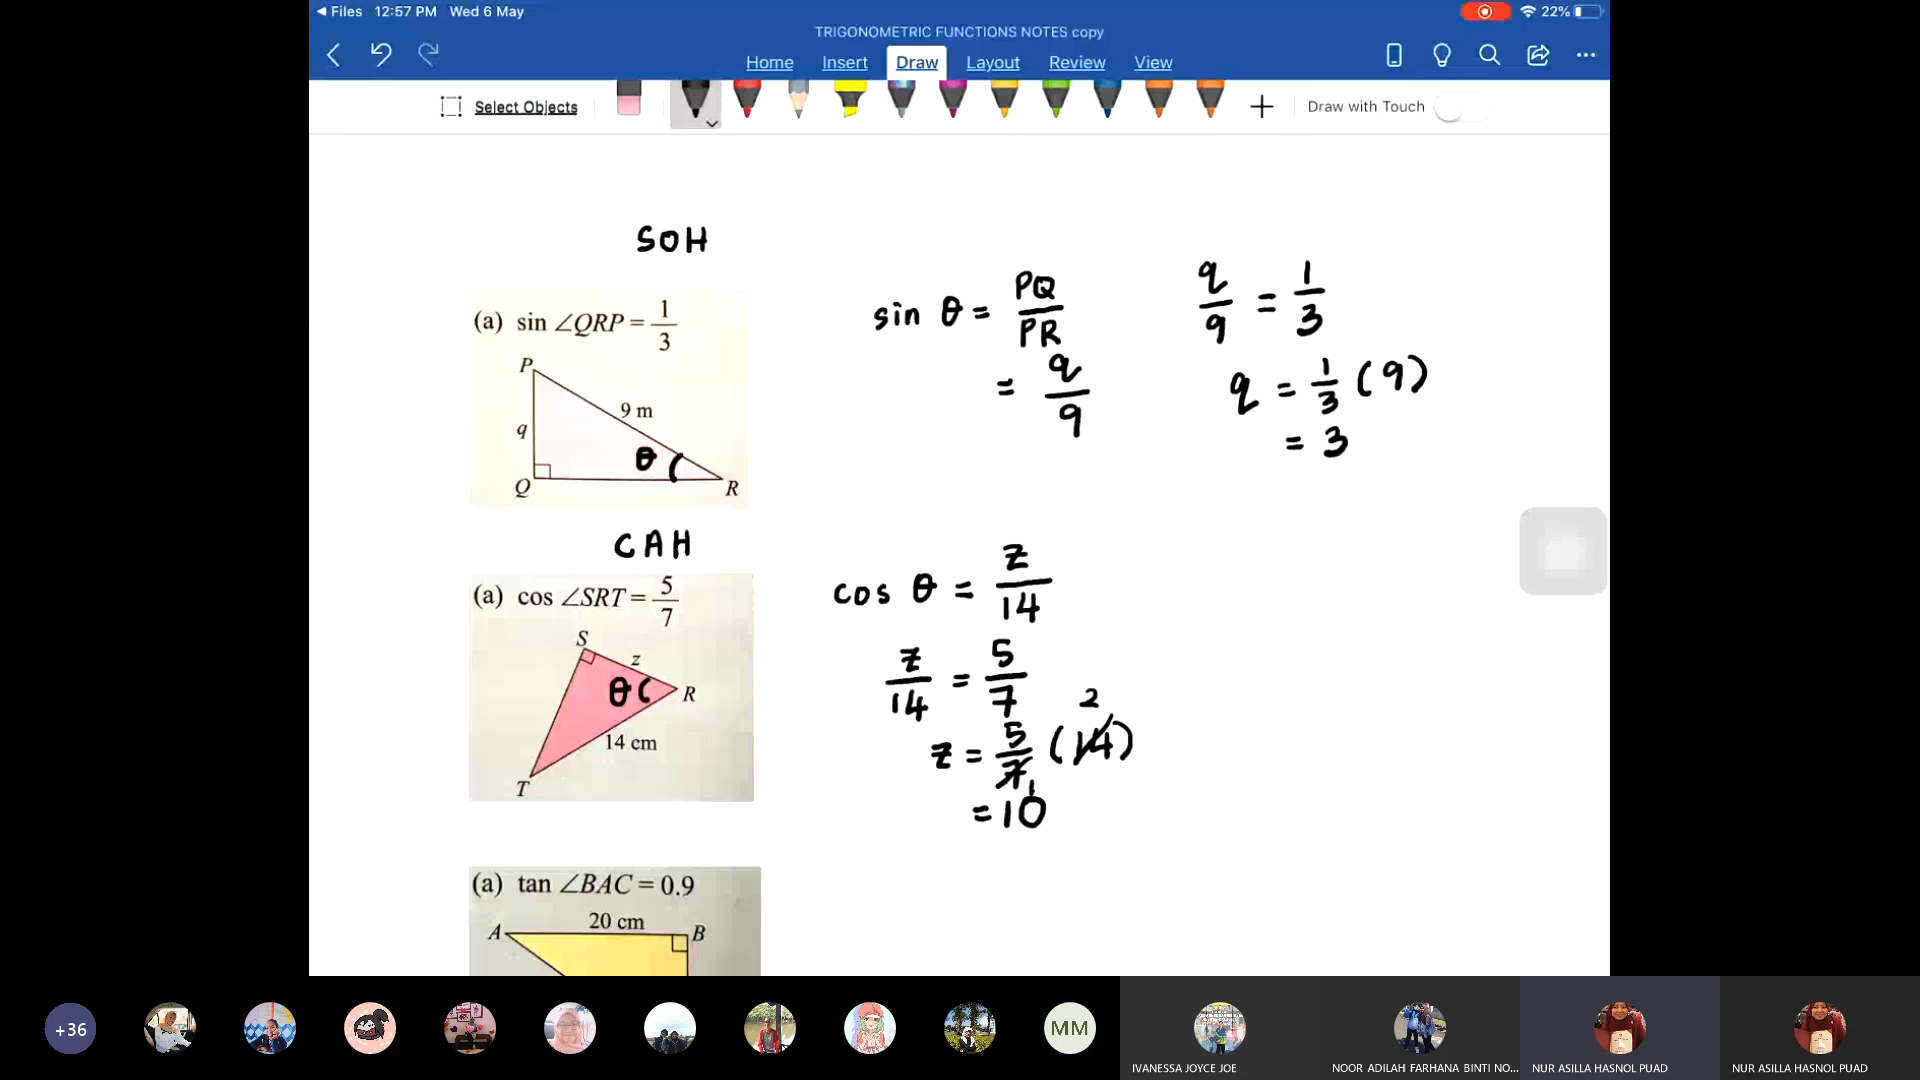 Files 12:57 PM Wed 6 May
22%
TRIGONOMETRIC FUNCTIONS NOTES copy
Home Insert Draw Layout Review View
Select Objects
Draw with Touch
SOH
(a) sin ∠QRP = 1/3
P
9 m
q
θ
Q
R
sin θ = PQ/PR
= q/9
q/9 = 1/3
q = 1/3 (9)
= 3
CAH
(a) cos ∠SRT = 5/7
S
z
θ
R
14 cm
T
cos θ = z/14
z/14 = 5/7
2
z = 5/7 (14)
1
= 10
(a) tan ∠BAC = 0.9
20 cm
A
B
+36
MM
IVANESSA JOYCE JOE
NOOR ADILAH FARHANA BINTI NO...
NUR ASILLA HASNOL PUAD
NUR ASILLA HASNOL PUAD